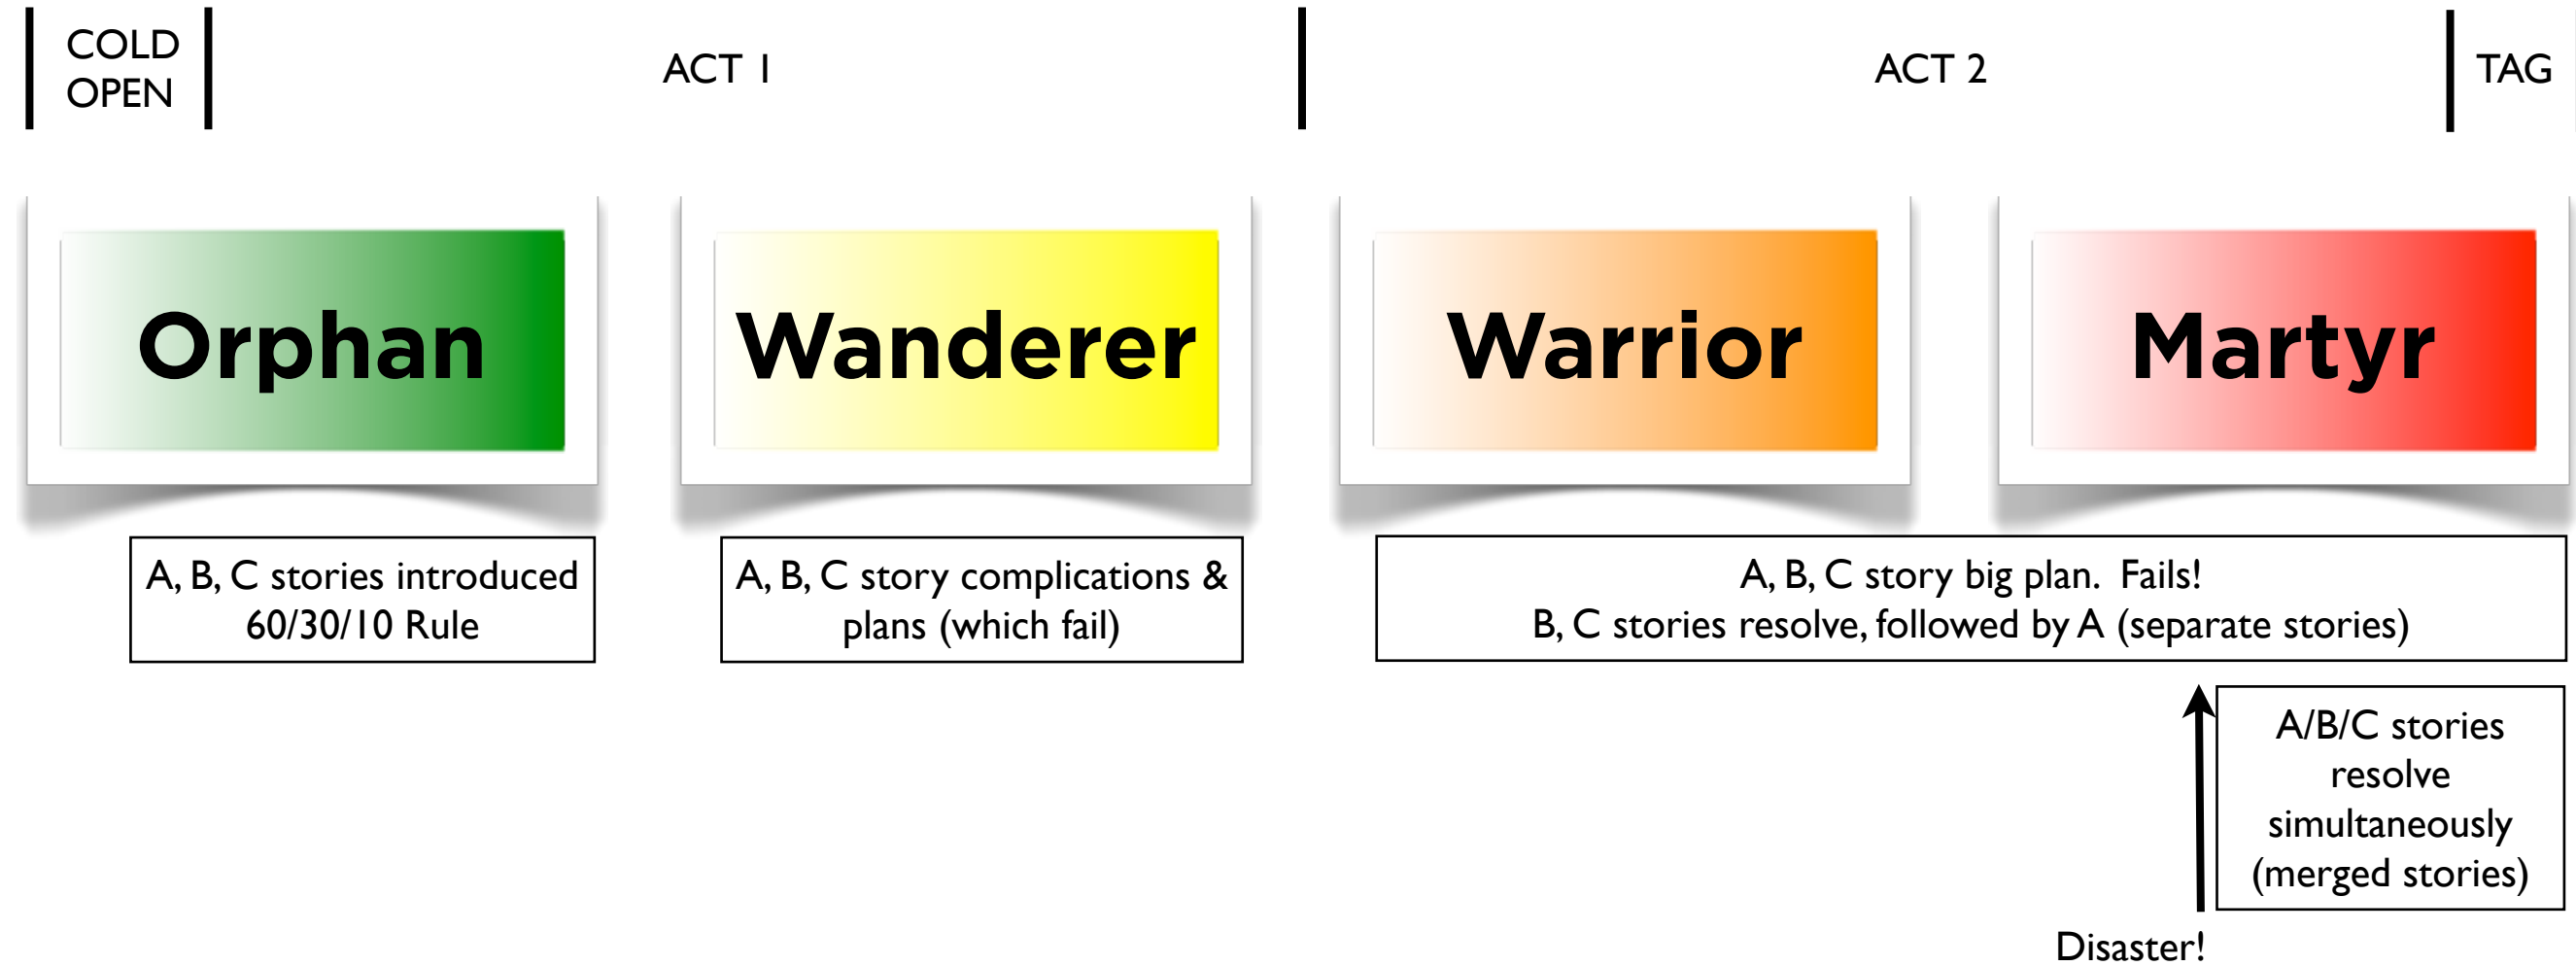 COLD
OPEN
ACT 1
ACT 2
TAG
Orphan
Wanderer
Warrior
Martyr
A, B, C stories introduced
60/30/10 Rule
A, B, C story complications &
plans (which fail)
A, B, C story big plan.  Fails!
B, C stories resolve, followed by A (separate stories)
A/B/C stories
resolve
simultaneously
(merged stories)
Disaster!